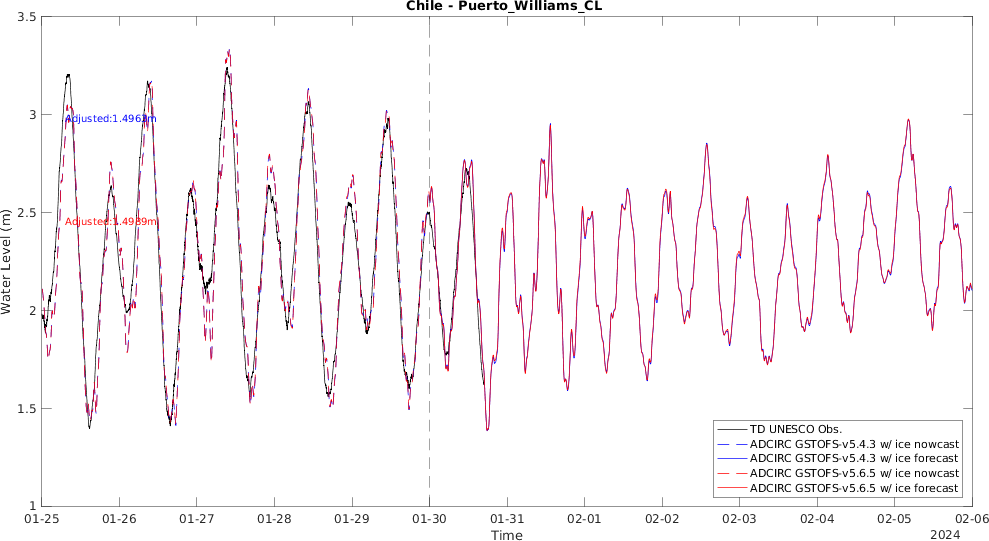 Chile - Puerto_Williams_CL
Water Level (m)
3.5
3
2.5
2
1.5
1
Adjusted:1.4963m
Adjusted:1.4989m
TD UNESCO Obs.
ADCIRC GSTOFS-v5.4.3 w/ ice nowcast
ADCIRC GSTOFS-v5.4.3 w/ ice forecast
ADCIRC GSTOFS-v5.6.5 w/ ice nowcast
ADCIRC GSTOFS-v5.6.5 w/ ice forecast
01-25 01-26 01-27 01-28 01-29 01-30 01-31 02-01 02-02 02-03 02-04 02-05 02-06
Time
2024